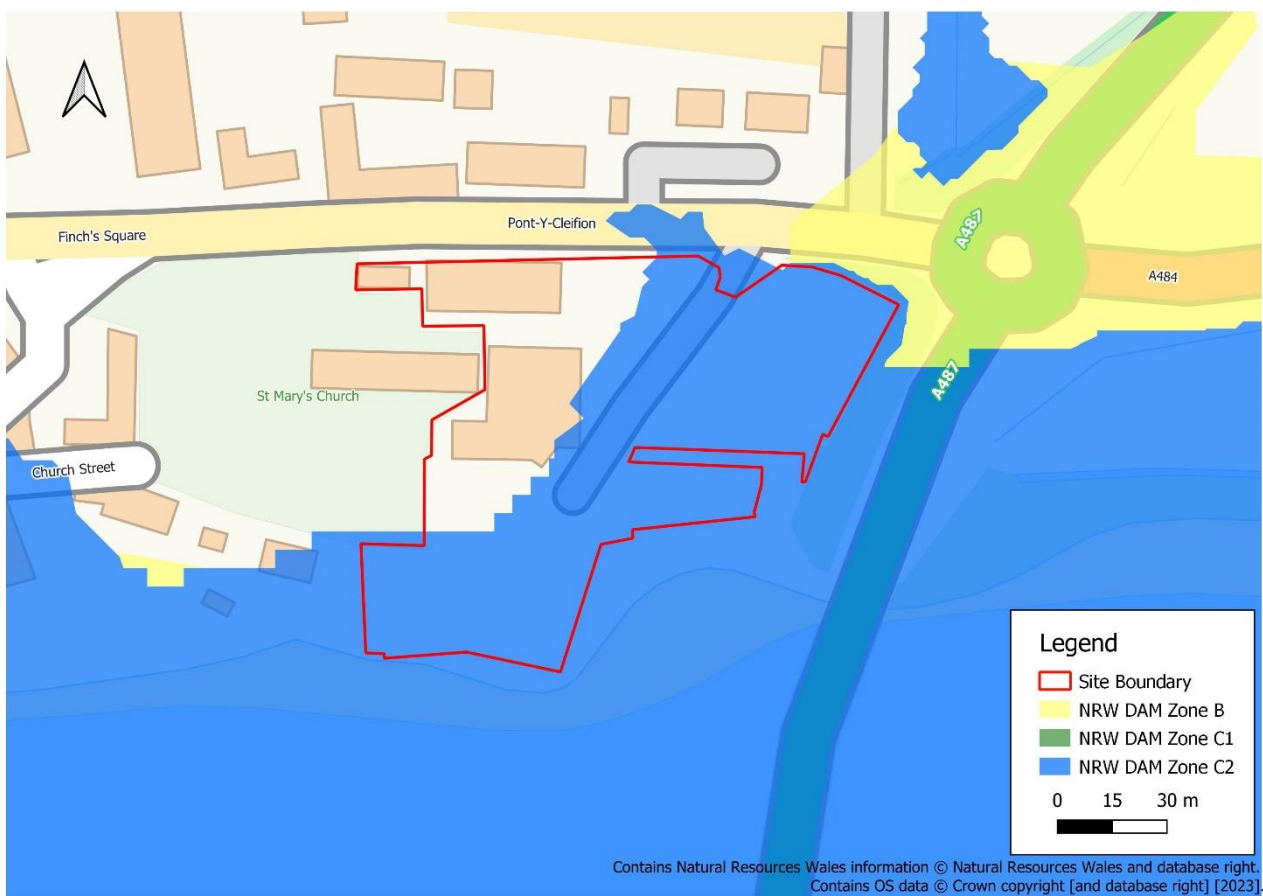 Finch's Square
Pont-Y-Cleifion
A487
A484
A487
St Mary's Church
Church Street
Legend
Site Boundary
NRW DAM Zone B
NRW DAM Zone C1
NRW DAM Zone C2
0 15 30 m
Contains Natural Resources Wales information © Natural Resources Wales and database right.
Contains OS data © Crown copyright [and database right] [2023].